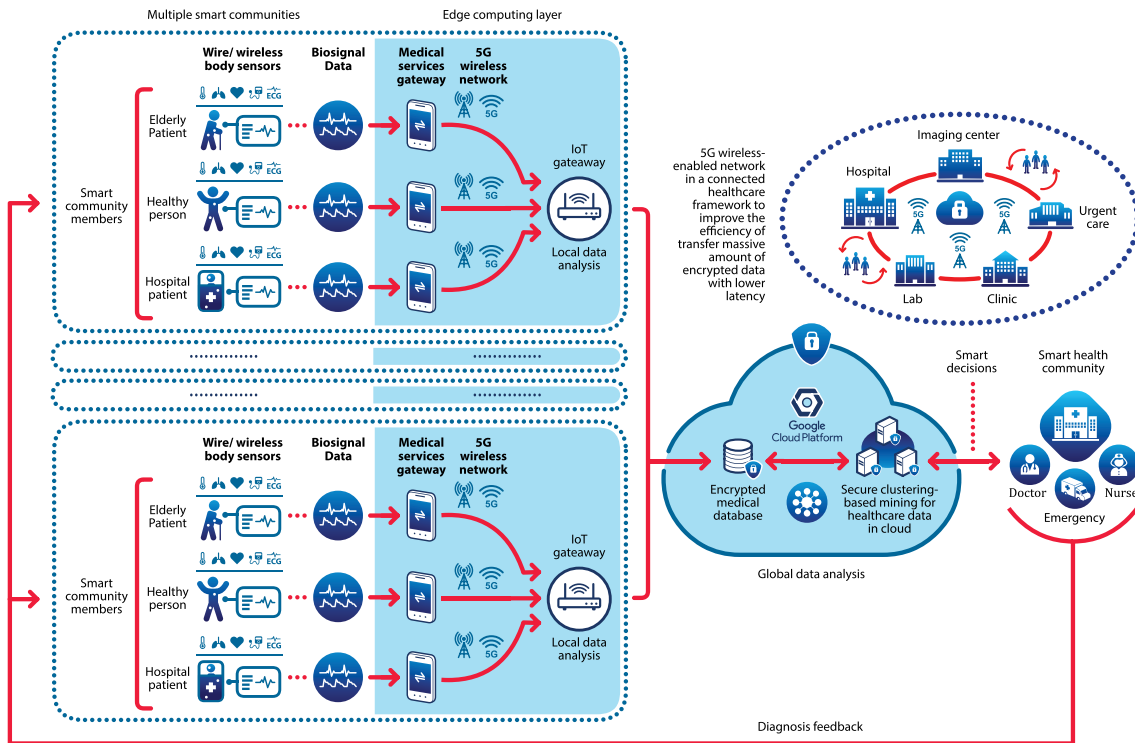 Multiple smart communities
Edge computing layer
Wire/ wireless
body sensors
Biosignal
Data
Medical
services
gateway
5G
wireless
network
Smart
community
members
Elderly
Patient
ECG
5G
Healthy
person
ECG
5G
Hospital
patient
ECG
5G
IoT
gateaway
Local data
analysis
Wire/ wireless
body sensors
Biosignal
Data
Medical
services
gateway
5G
wireless
network
Smart
community
members
Elderly
Patient
ECG
5G
Healthy
person
ECG
5G
Hospital
patient
ECG
5G
IoT
gateaway
Local data
analysis
5G wireless-
enabled network
in a connected
healthcare
framework to
improve the
efficiency of
transfer massive
amount of
encrypted data
with lower
latency
Imaging center
Hospital
Urgent
care
5G
5G
5G
Lab
Clinic
Google
Cloud Platform
Encrypted
medical
database
Secure clustering-
based mining for
healthcare data
in cloud
Global data analysis
Smart
decisions
Smart health
community
Doctor
Nurse
Emergency
Diagnosis feedback